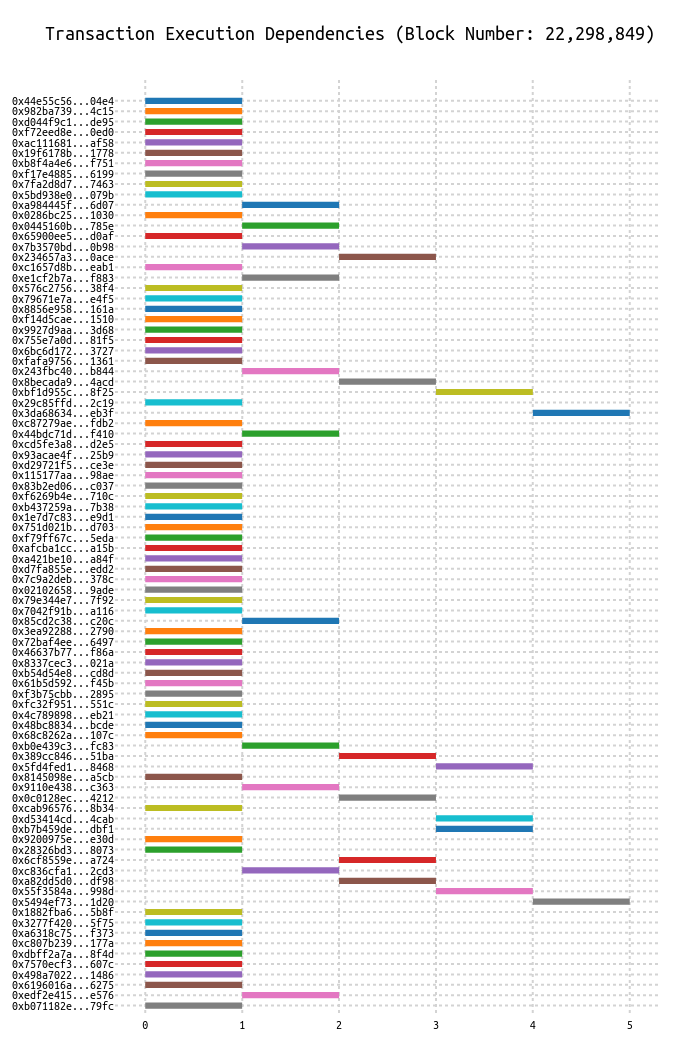 Transaction Execution Dependencies (Block Number: 22,298,849)
0x44e55c56...04e4
0x982ba739...4c15
0xd044f9c1...de95
0xf72eed8e...0ed0
0xac111681...af58
0x19f6178b...1778
0xb8f4a4e6...f751
0xf17e4885...6199
0x7fa2d8d7...7463
0x5bd938e0...079b
0xa984445f...6d07
0x0286bc25...1030
0x0445160b...785e
0x65900ee5...d0af
0x7b3570bd...0b98
0x234657a3...0ace
0xc1657d8b...eab1
0xe1cf2b7a...f883
0x576c2756...38f4
0x79671e7a...e4f5
0x8856e958...161a
0xf14d5cae...1510
0x9927d9aa...3d68
0x755e7a0d...81f5
0x6bc6d172...3727
0xfafa9756...1361
0x243fbc40...b844
0x8becada9...4acd
0xbf1d955c...8f25
0x29c85ffd...2c19
0x3da68634...eb3f
0xc87279ae...fdb2
0x44bdc71d...f410
0xcd5fe3a8...d2e5
0x93acae4f...25b9
0xd29721f5...ce3e
0x115177aa...98ae
0x83b2ed06...c037
0xf6269b4e...710c
0xb437259a...7b38
0x1e7d7c83...e9d1
0x751d021b...d703
0xf79ff67c...5eda
0xafcba1cc...a15b
0xa421be10...a84f
0xd7fa855e...edd2
0x7c9a2deb...378c
0x02102658...9ade
0x79e344e7...7f92
0x7042f91b...a116
0x85cd2c38...c20c
0x3ea92288...2790
0x72baf4ee...6497
0x46637b77...f86a
0x8337cec3...021a
0xb54d54e8...cd8d
0x61b5d592...f45b
0xf3b75cbb...2895
0xfc32f951...551c
0x4c789898...eb21
0x48bc8834...bcde
0x68c8262a...107c
0xb0e439c3...fc83
0x389cc846...51ba
0x5fd4fed1...8468
0x8145098e...a5cb
0x9110e438...c363
0x0c0128ec...4212
0xcab96576...8b34
0xd53414cd...4cab
0xb7b459de...dbf1
0x9200975e...e30d
0x28326bd3...8073
0x6cf8559e...a724
0xc836cfa1...2cd3
0xa82dd5d0...df98
0x55f3584a...998d
0x5494ef73...1d20
0x1882fba6...5b8f
0x3277f420...5f75
0xa6318c75...f373
0xc807b239...177a
0xdbff2a7a...8f4d
0x7570ecf3...607c
0x498a7022...1486
0x6196016a...6275
0xedf2e415...e576
0xb071182e...79fc
0 1 2 3 4 5